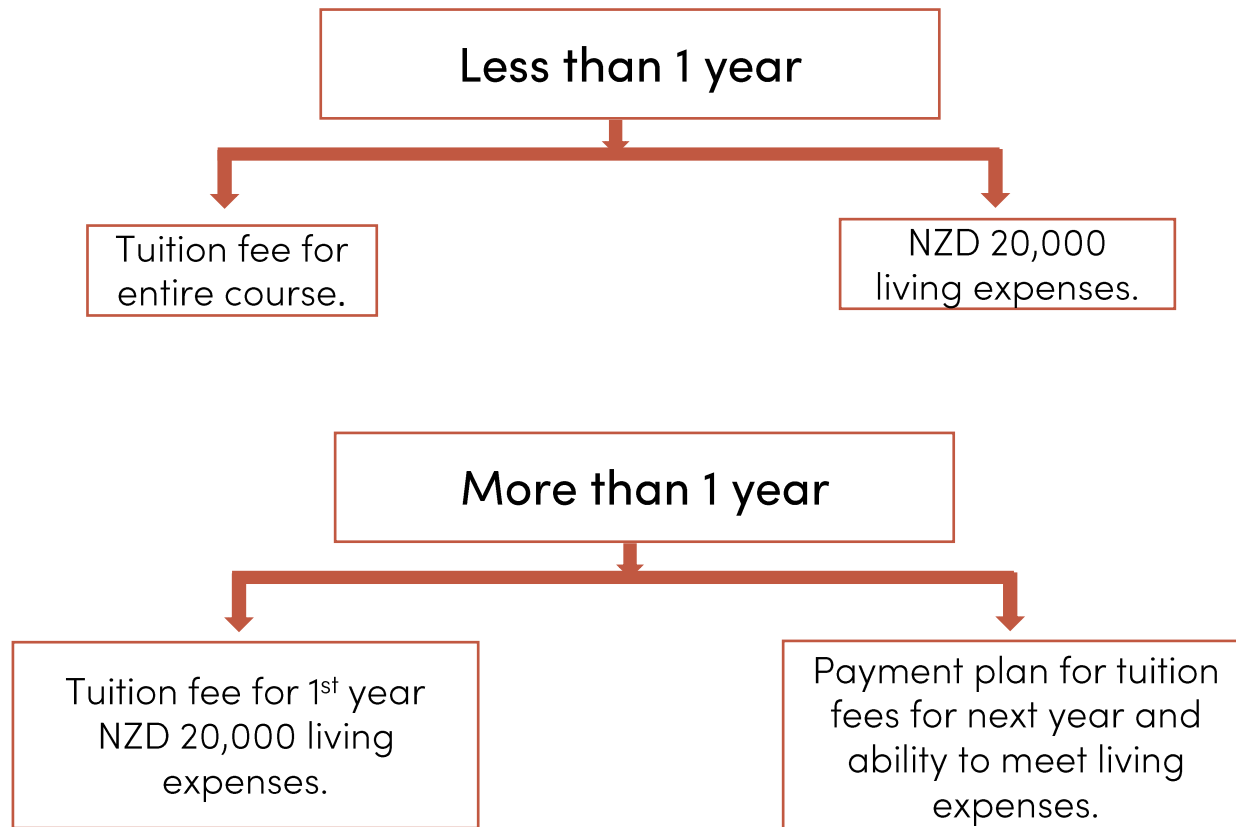 Less than 1 year
Tuition fee for
entire course.
NZD 20,000
living expenses.
More than 1 year
Tuition fee for 1st year
NZD 20,000 living
expenses.
Payment plan for tuition
fees for next year and
ability to meet living
expenses.